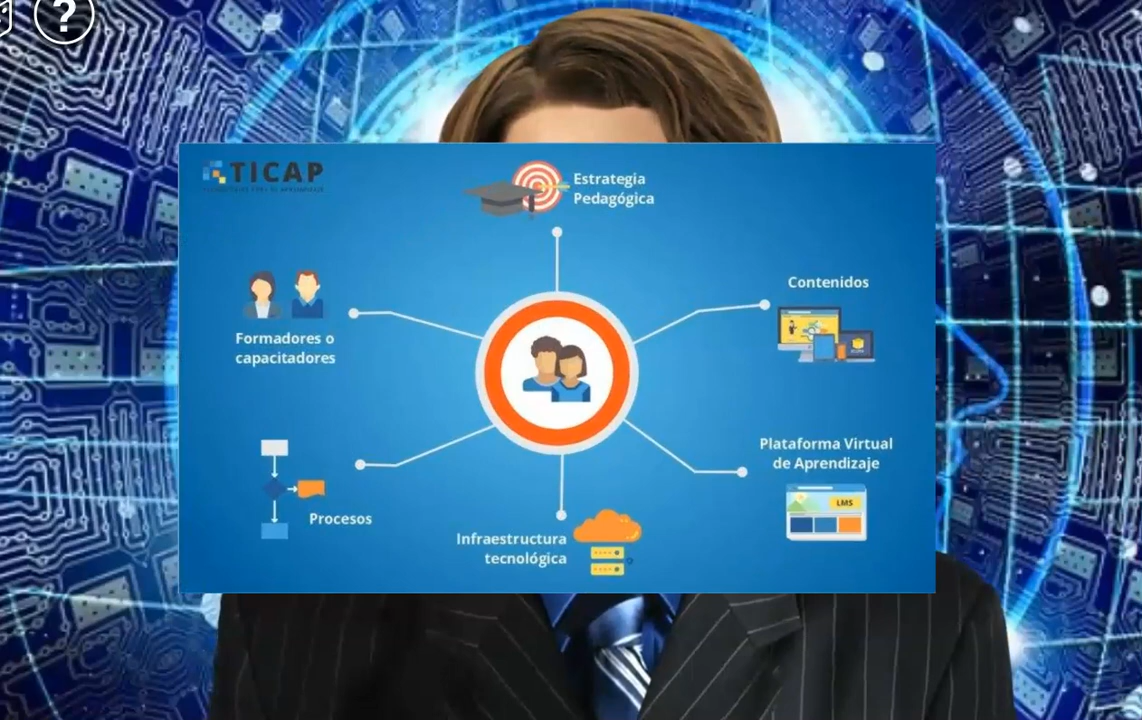 ?
TICAP
Estrategia
Pedagógica
Contenidos
Formadores o
capacitadores
Plataforma Virtual
de Aprendizaje
LMS
Procesos
Infraestructura
tecnológica